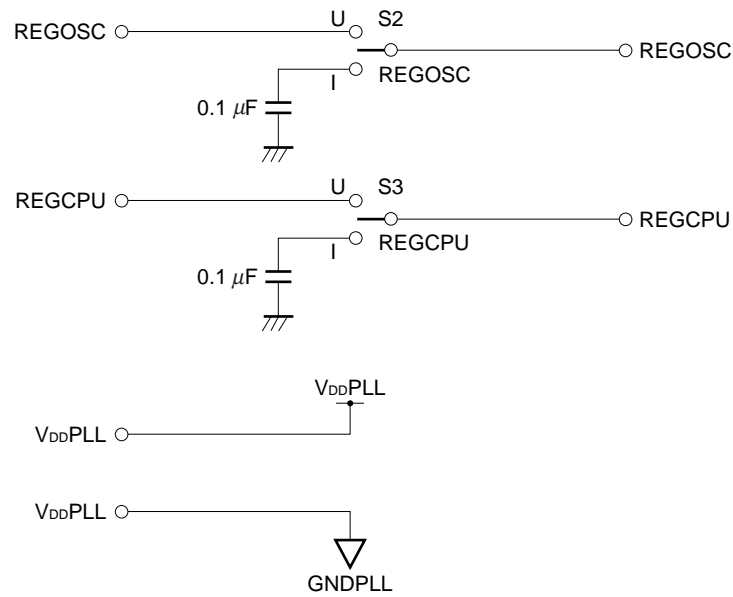 U S2
REGOSC
REGOSC
I REGOSC
0.1 μF
U S3
REGCPU
REGCPU
I REGCPU
0.1 μF
VDDPLL
VDDPLL
VDDPLL
GNDPLL